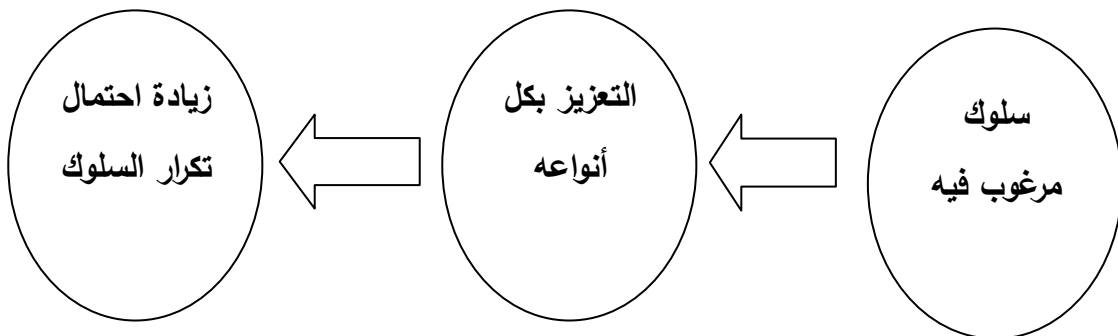 سلوك
مرغوب فيه
التعزيز بكل
أنواعه
زيادة احتمال
تكرار السلوك